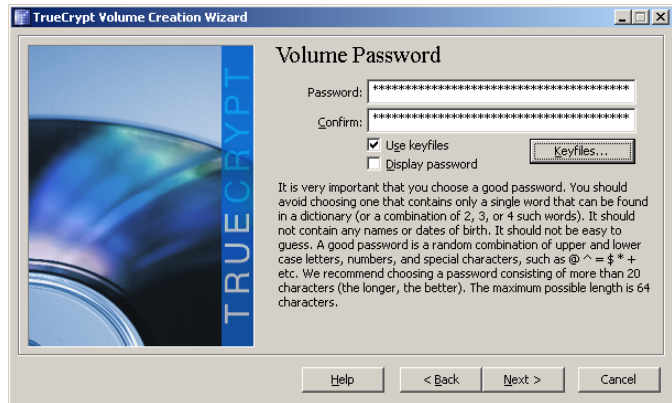 TrueCrypt Volume Creation Wizard
TRUECRYPT
Volume Password
Password: ****************************************
Confirm: ****************************************
Use keyfiles
Keyfiles...
Display password
It is very important that you choose a good password. You should
avoid choosing one that contains only a single word that can be found
in a dictionary (or a combination of 2, 3, or 4 such words). It should
not contain any names or dates of birth. It should not be easy to
guess. A good password is a random combination of upper and lower
case letters, numbers, and special characters, such as @ ^ = $ * +
etc. We recommend choosing a password consisting of more than 20
characters (the longer, the better). The maximum possible length is 64
characters.
Help
< Back
Next >
Cancel